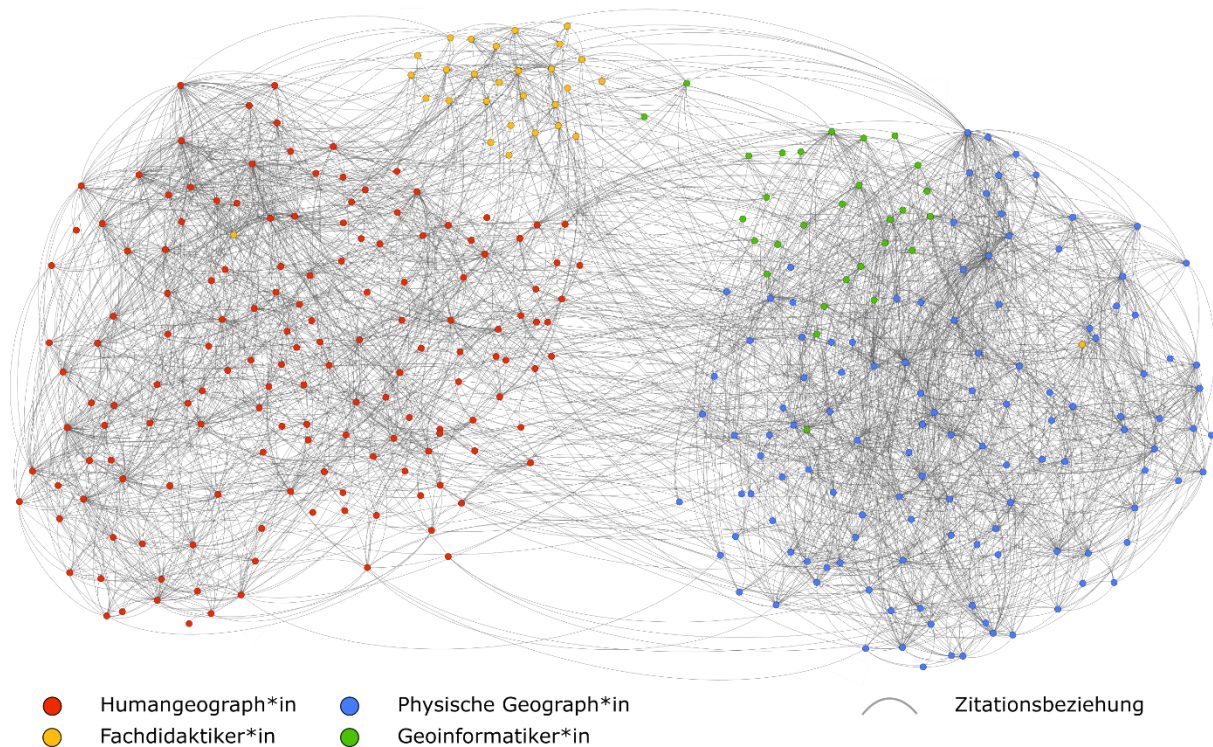 Humangeograph*in Physische Geograph*in Zitationsbeziehung
Fachdidaktiker*in Geoinformatiker*in